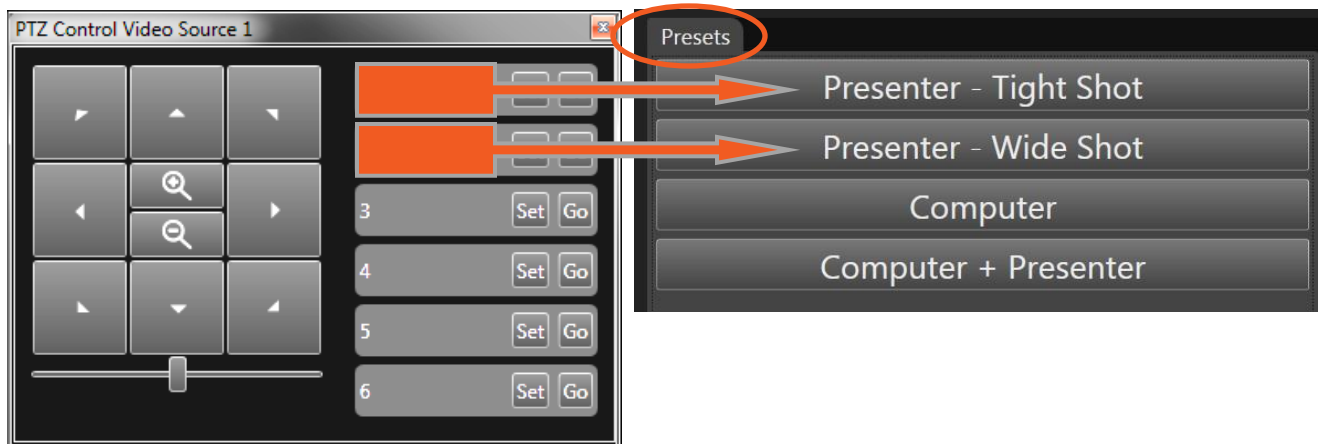 PTZ Control Video Source 1
3 Set Go
4 Set Go
5 Set Go
6 Set Go
Presets
Presenter - Tight Shot
Presenter - Wide Shot
Computer
Computer + Presenter